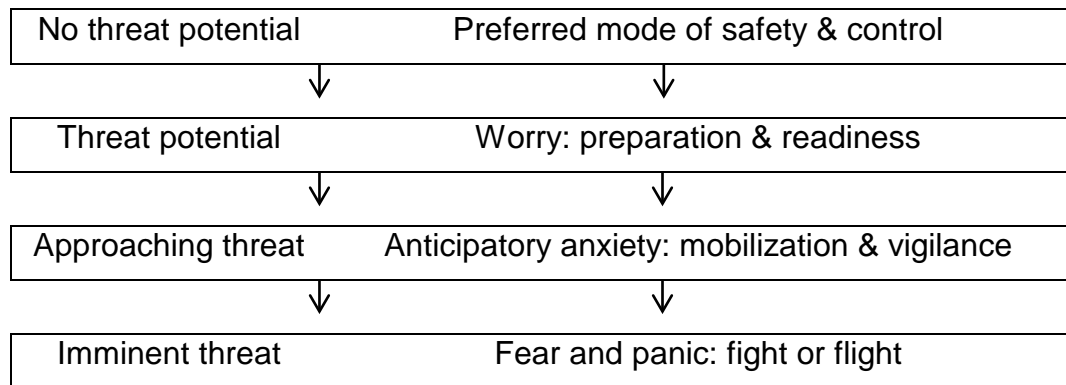 No threat potential Preferred mode of safety & control
Threat potential Worry: preparation & readiness
Approaching threat Anticipatory anxiety: mobilization & vigilance
Imminent threat Fear and panic: fight or flight